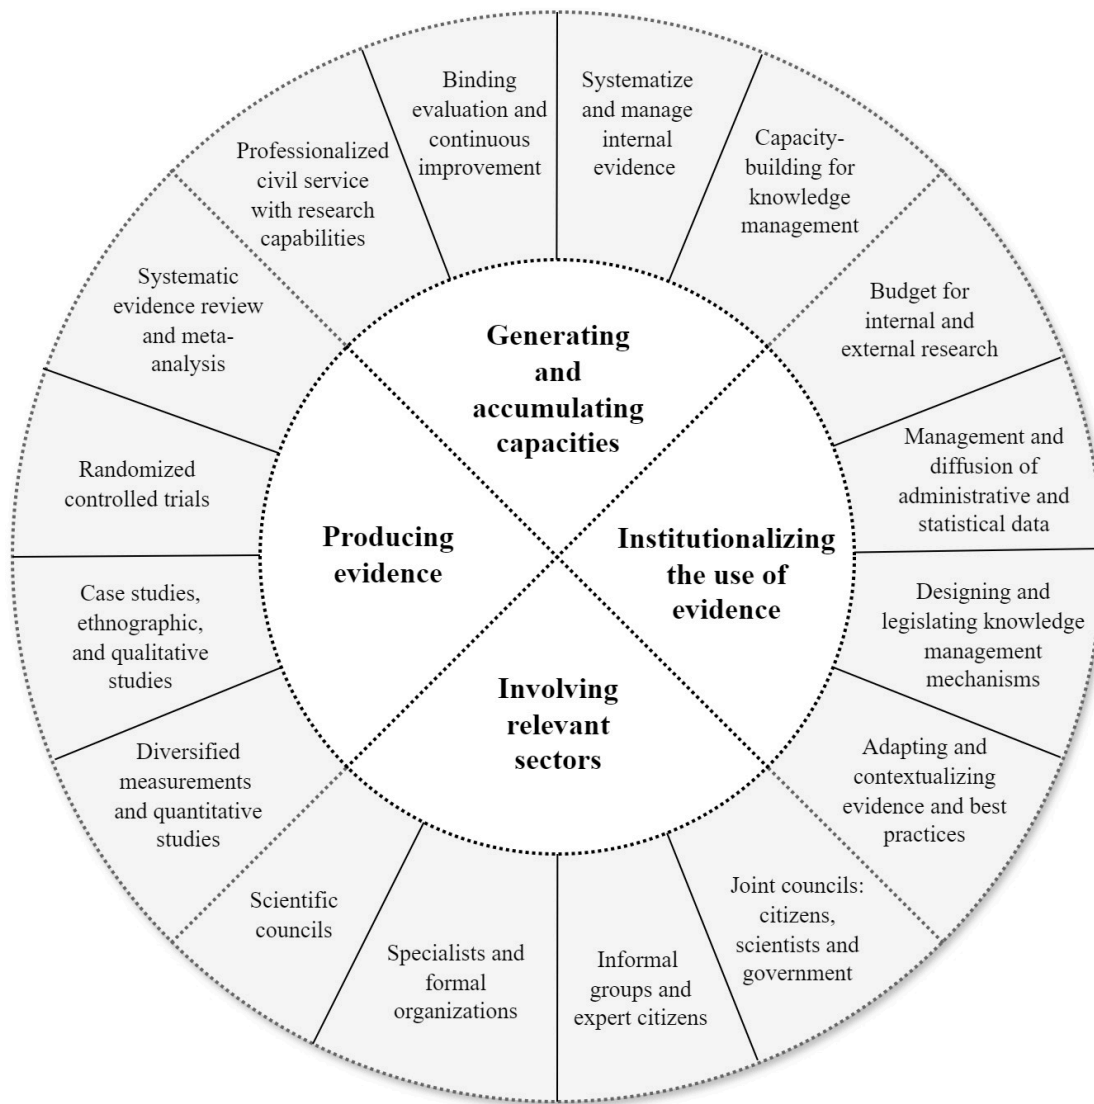 Binding
evaluation and
continuous
improvement
Systematize
and manage
internal
evidence
Capacity-
building for
knowledge
management
Budget for
internal and
external research
Management and
diffusion of
administrative and
statistical data
Designing and
legislating knowledge
management
mechanisms
Adapting and
contextualizing
evidence and best
practices
Joint councils:
citizens,
scientists and
government
Informal
groups and
expert citizens
Specialists and
formal
organizations
Scientific
councils
Diversified
measurements
and quantitative
studies
Case studies,
ethnographic,
and qualitative
studies
Randomized
controlled trials
Systematic
evidence review
and meta-
analysis
Professionalized
civil service
with research
capabilities
Generating
and
accumulating
capacities
Producing
evidence
Institutionalizing
the use of
evidence
Involving
relevant
sectors